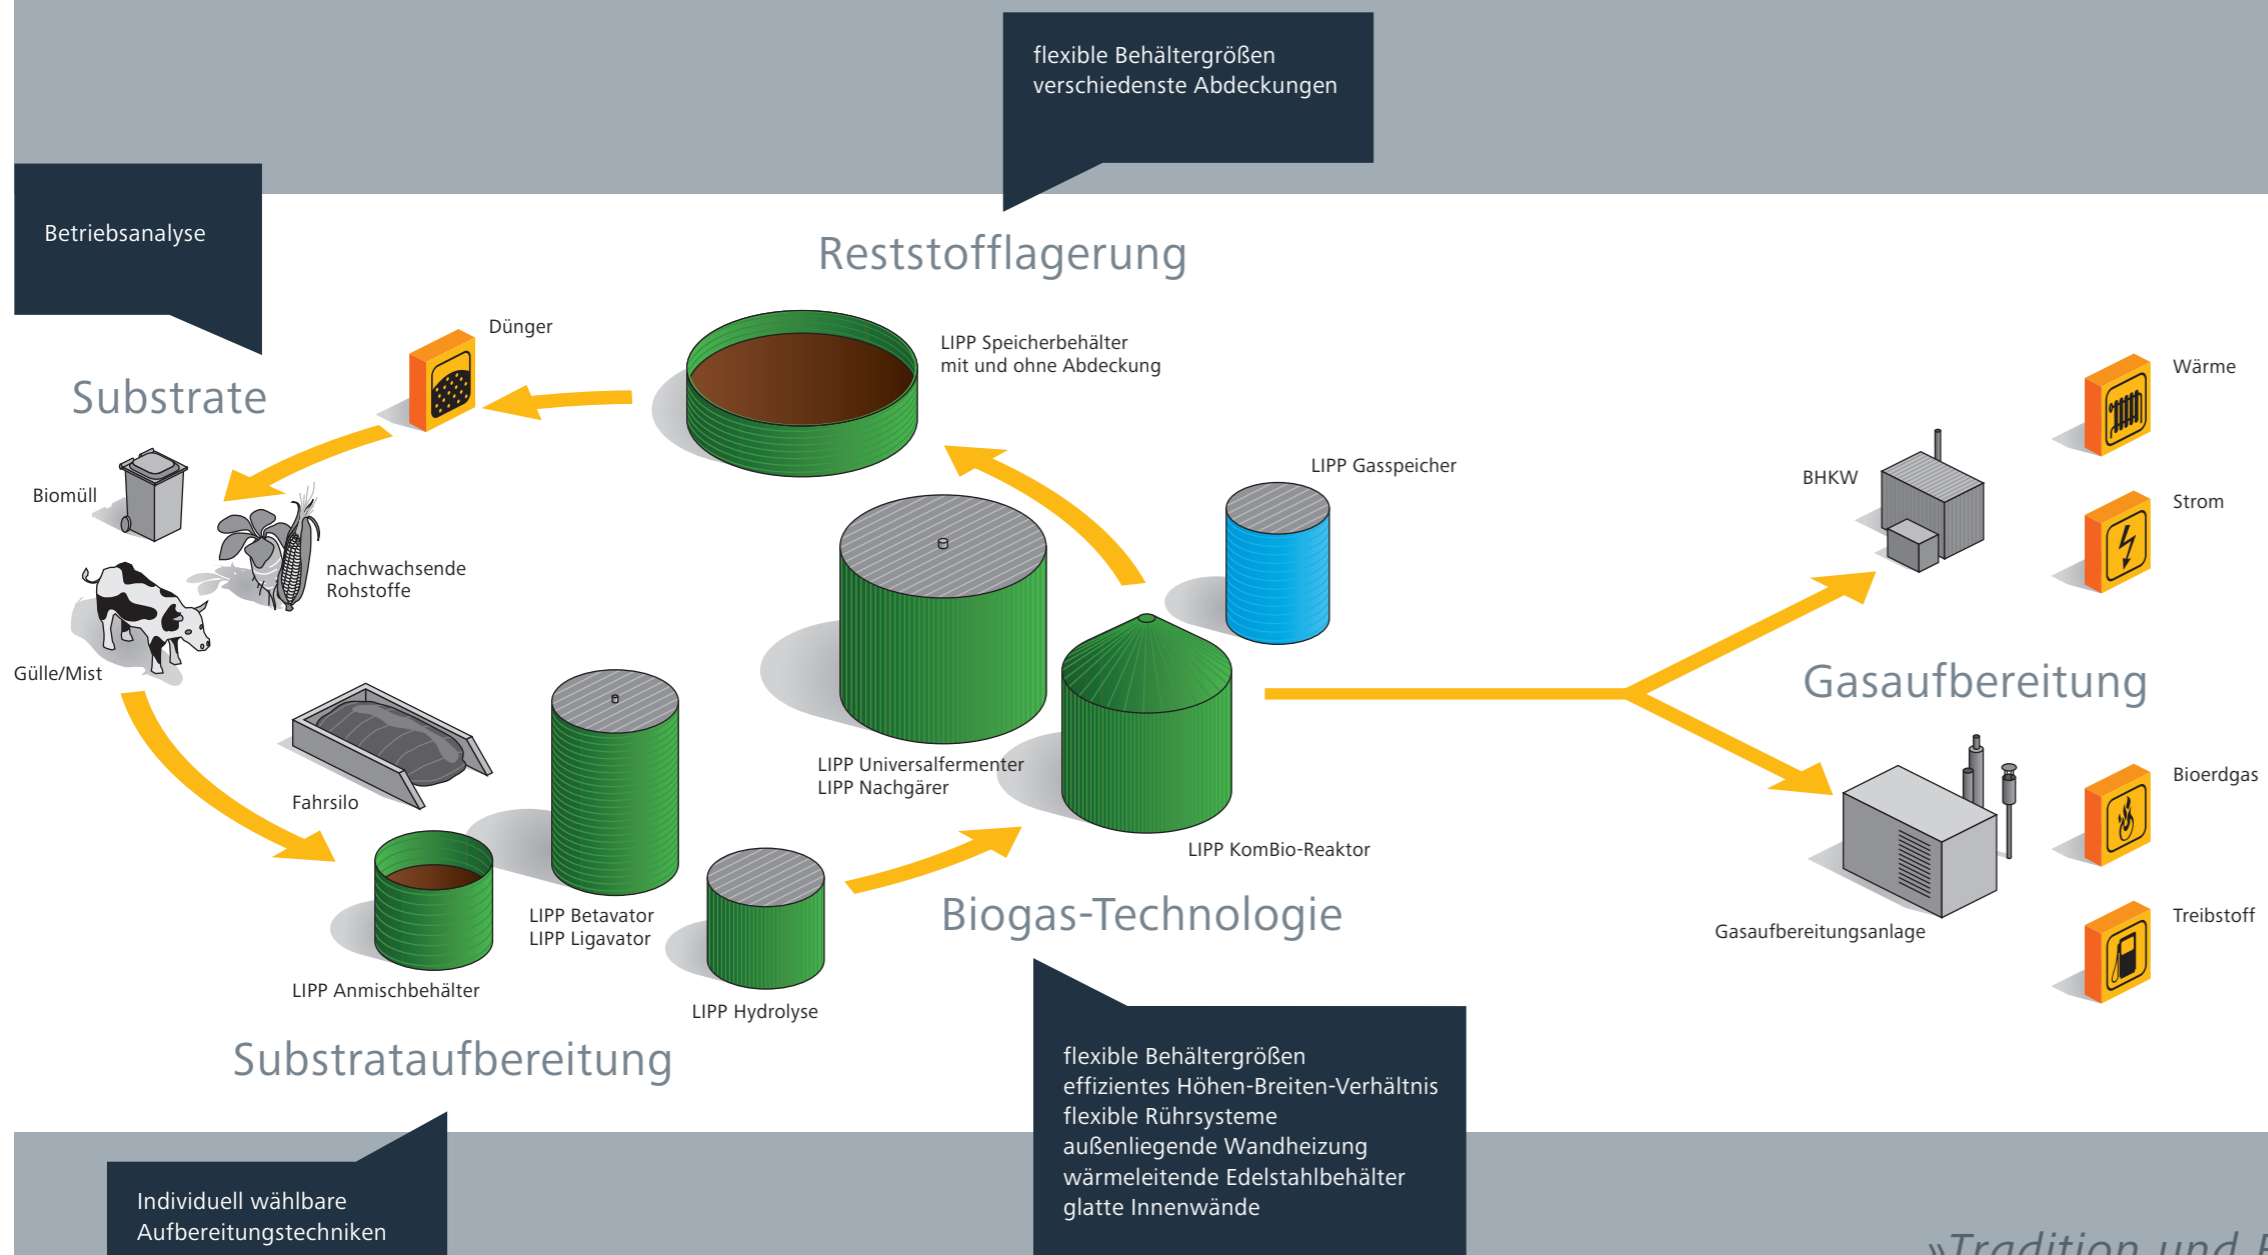 flexible Behältergrößen
verschiedenste Abdeckungen
Betriebsanalyse
Reststofflagerung
Dünger
LIPP Speicherbehälter
mit und ohne Abdeckung
Substrate
Biomüll
nachwachsende
Rohstoffe
Gülle/Mist
Fahrsilo
LIPP Anmischbehälter
LIPP Betavator
LIPP Ligavator
LIPP Hydrolyse
Substrataufbereitung
Individuell wählbare
Aufbereitungstechniken
LIPP Gasspeicher
LIPP Universalfermenter
LIPP Nachgärer
LIPP KomBio-Reaktor
Biogas-Technologie
flexible Behältergrößen
effizientes Höhen-Breiten-Verhältnis
flexible Rührsysteme
außenliegende Wandheizung
wärmeleitende Edelstahlbehälter
glatte Innenwände
BHKW
Wärme
Strom
Gasaufbereitung
Gasaufbereitungsanlage
Bioerdgas
Treibstoff
»Tradition und